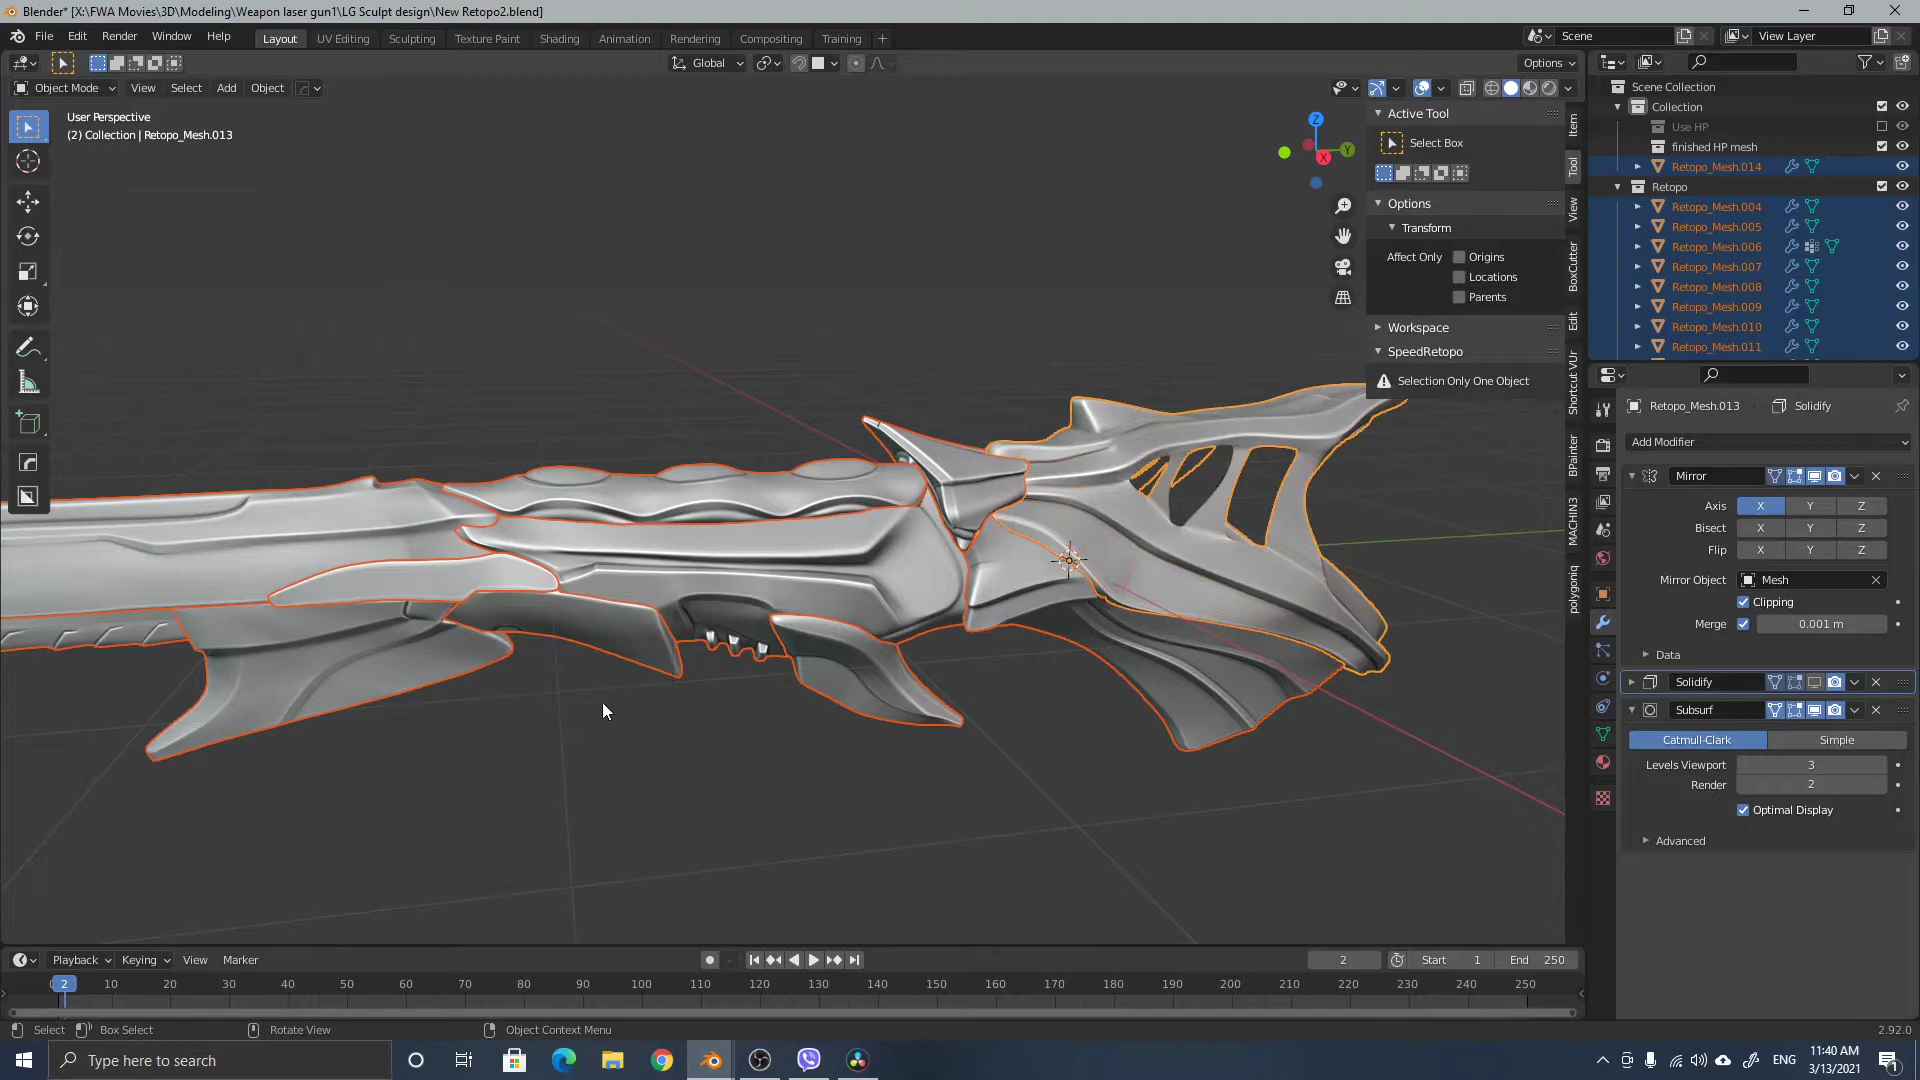 Blender* [X:\FWA Movies\3D\Modeling\Weapon laser gun1\LG Sculpt design\New Retopo2.blend]
File Edit Render Window Help Layout UV Editing Sculpting Texture Paint Shading Animation Rendering Compositing Training + Scene View Layer
Global Options
Object Mode View Select Add Object
User Perspective
(2) Collection | Retopo_Mesh.013
Z
Y
X
Active Tool
Select Box
Options
Transform
Affect Only Origins
Locations
Parents
Workspace
SpeedRetopo
Selection Only One Object
Item
Tool
View
BoxCutter
Edit
Shortcut VUr
BPainter
MACHIN3
polygoniq
Scene Collection
Collection
Use HP
finished HP mesh
Retopo_Mesh.014
Retopo
Retopo_Mesh.004
Retopo_Mesh.005
Retopo_Mesh.006
Retopo_Mesh.007
Retopo_Mesh.008
Retopo_Mesh.009
Retopo_Mesh.010
Retopo_Mesh.011
Retopo_Mesh.013 Solidify
Add Modifier
Mirror
Axis X Y Z
Bisect X Y Z
Flip X Y Z
Mirror Object Mesh
Clipping
Merge 0.001 m
Data
Solidify
Subsurf
Catmull-Clark Simple
Levels Viewport 3
Render 2
Optimal Display
Advanced
Playback Keying View Marker 2 Start 1 End 250
2 10 20 30 40 50 60 70 80 90 100 110 120 130 140 150 160 170 180 190 200 210 220 230 240 250
Select Box Select Rotate View Object Context Menu 2.92.0
Type here to search ENG 11:40 AM
3/13/2021
1